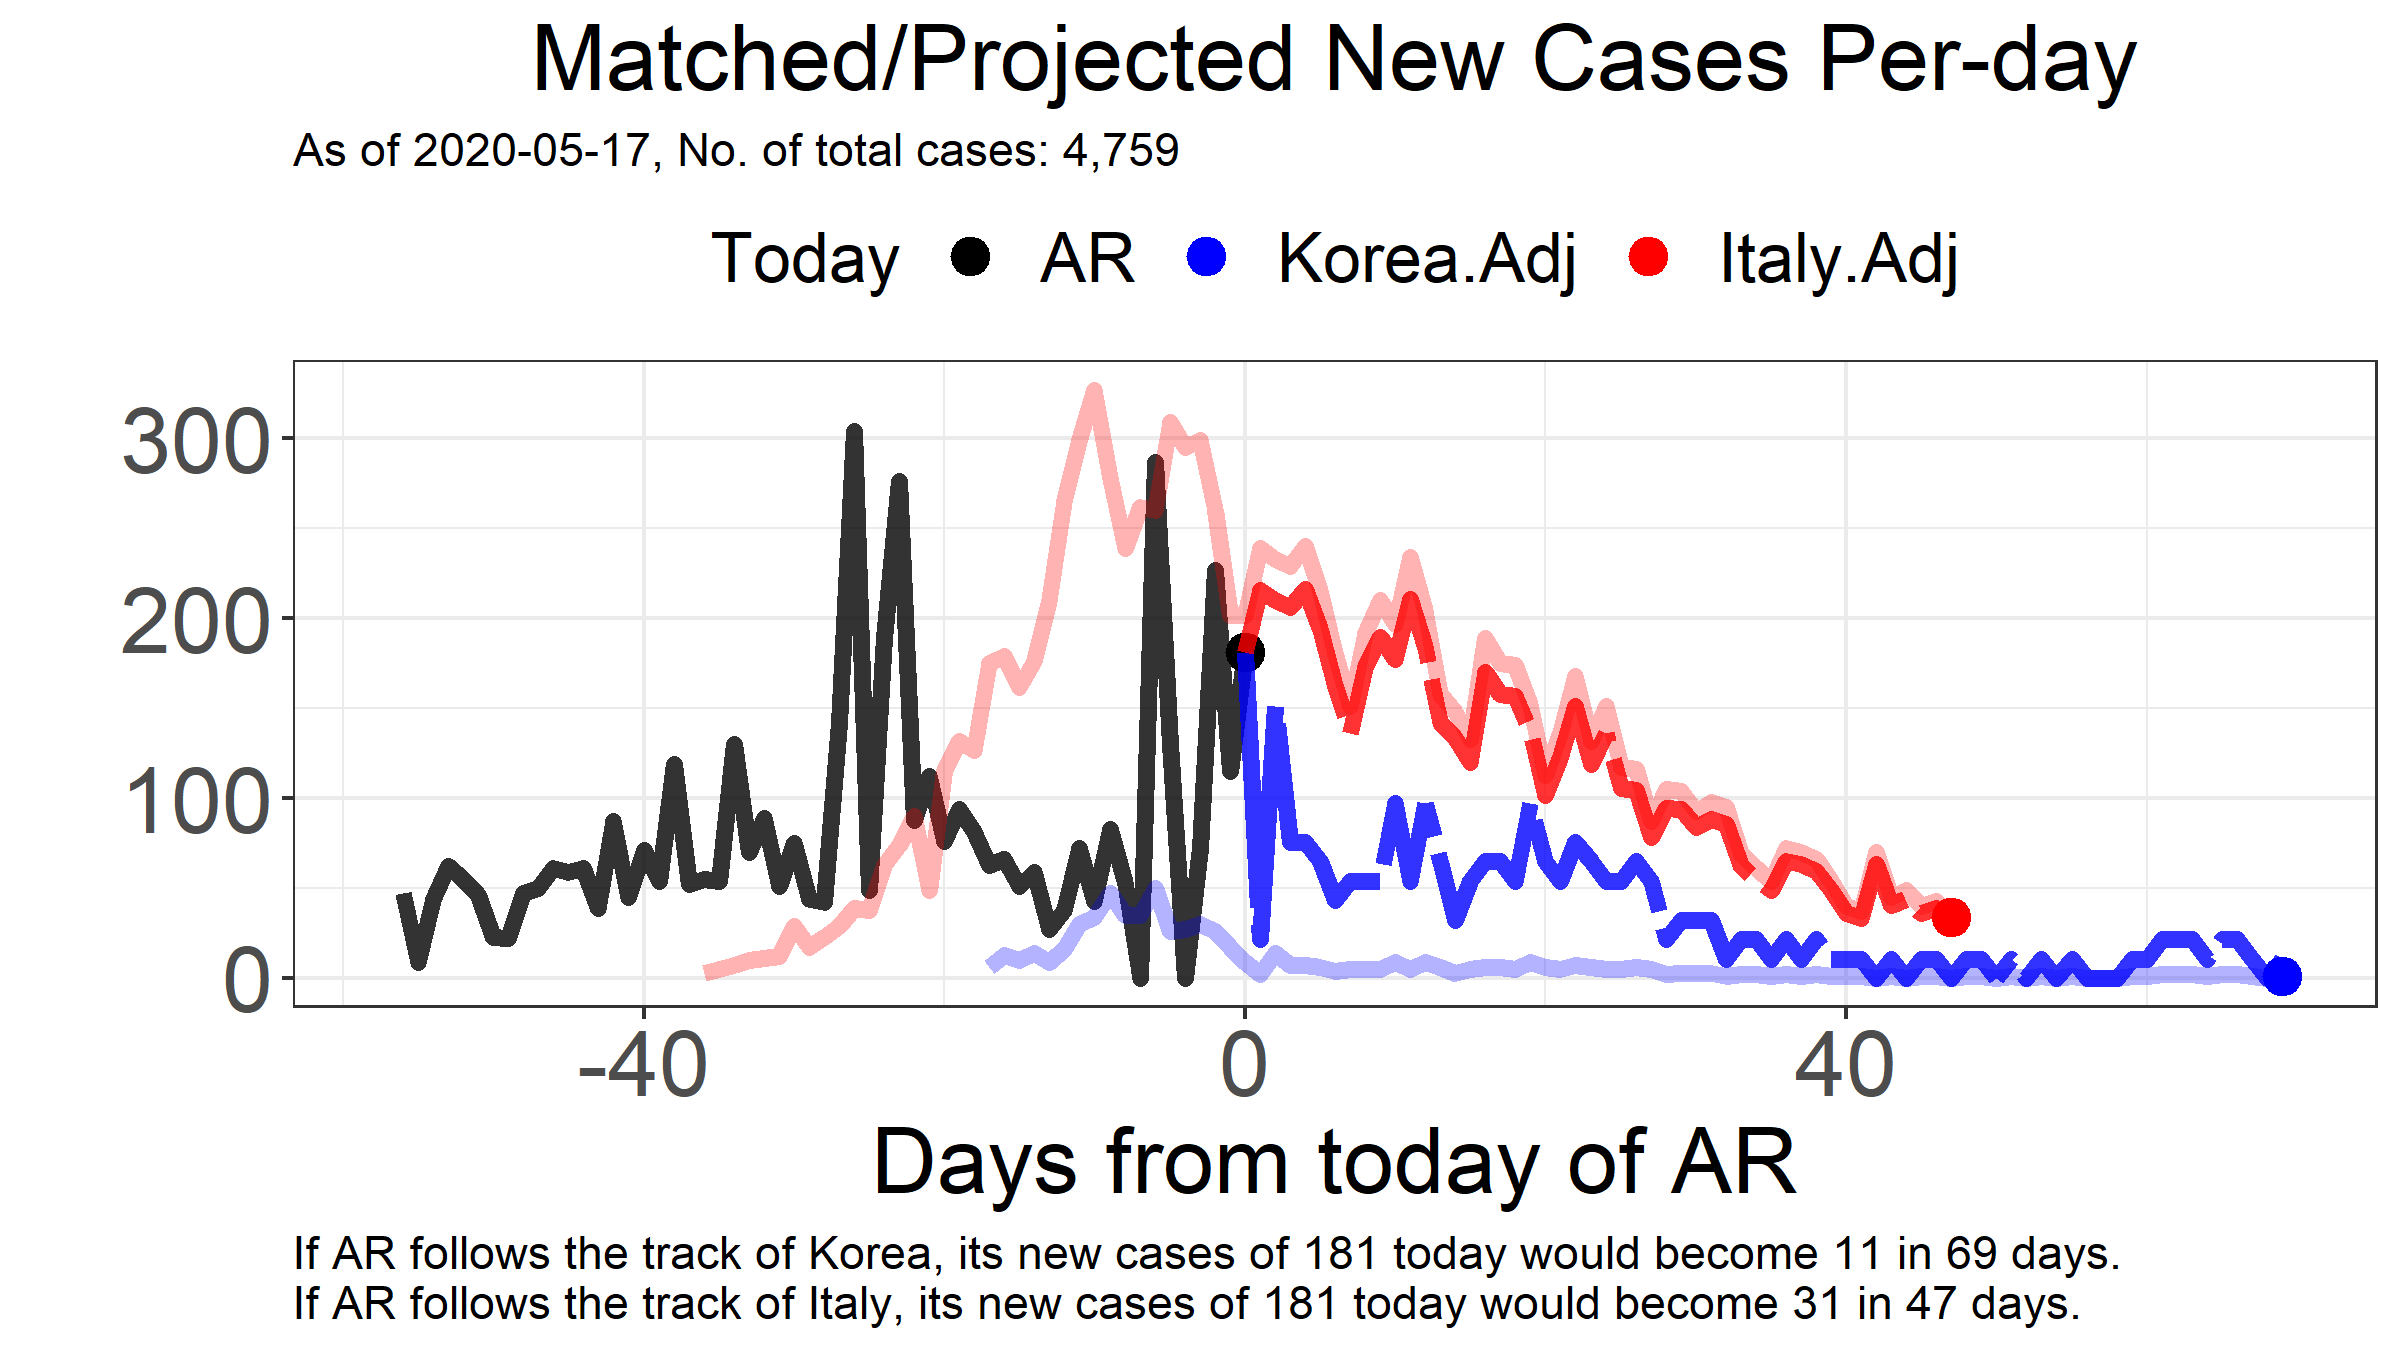 Matched/Projected New Cases Per-day
As of 2020-05-17, No. of total cases: 4,759
Today AR Korea.Adj Italy.Adj
300
200
100
0
-40 0 40
Days from today of AR
If AR follows the track of Korea, its new cases of 181 today would become 11 in 69 days.
If AR follows the track of Italy, its new cases of 181 today would become 31 in 47 days.